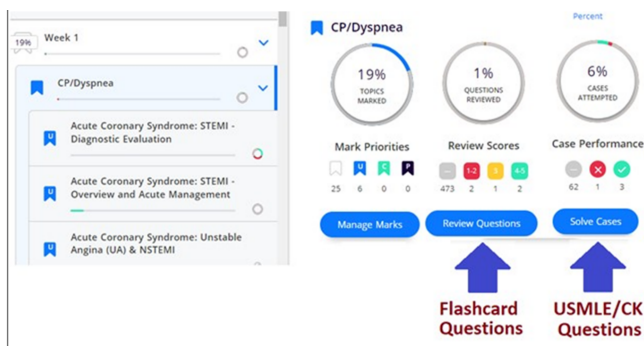 19%
Week 1
CP/Dyspnea
U
Acute Coronary Syndrome: STEMI -
Diagnostic Evaluation
U
Acute Coronary Syndrome: STEMI -
Overview and Acute Management
U
Acute Coronary Syndrome: Unstable
Angina (UA) & NSTEMI
Percent
CP/Dyspnea
19%
TOPICS
MARKED
1%
QUESTIONS
REVIEWED
6%
CASES
ATTEMPTED
Mark Priorities
Review Scores
Case Performance
U C P
1-2 3 4-5
25 6 0 0
473 2 1 2
62 1 3
Manage Marks
Review Questions
Solve Cases
Flashcard
Questions
USMLE/CK
Questions